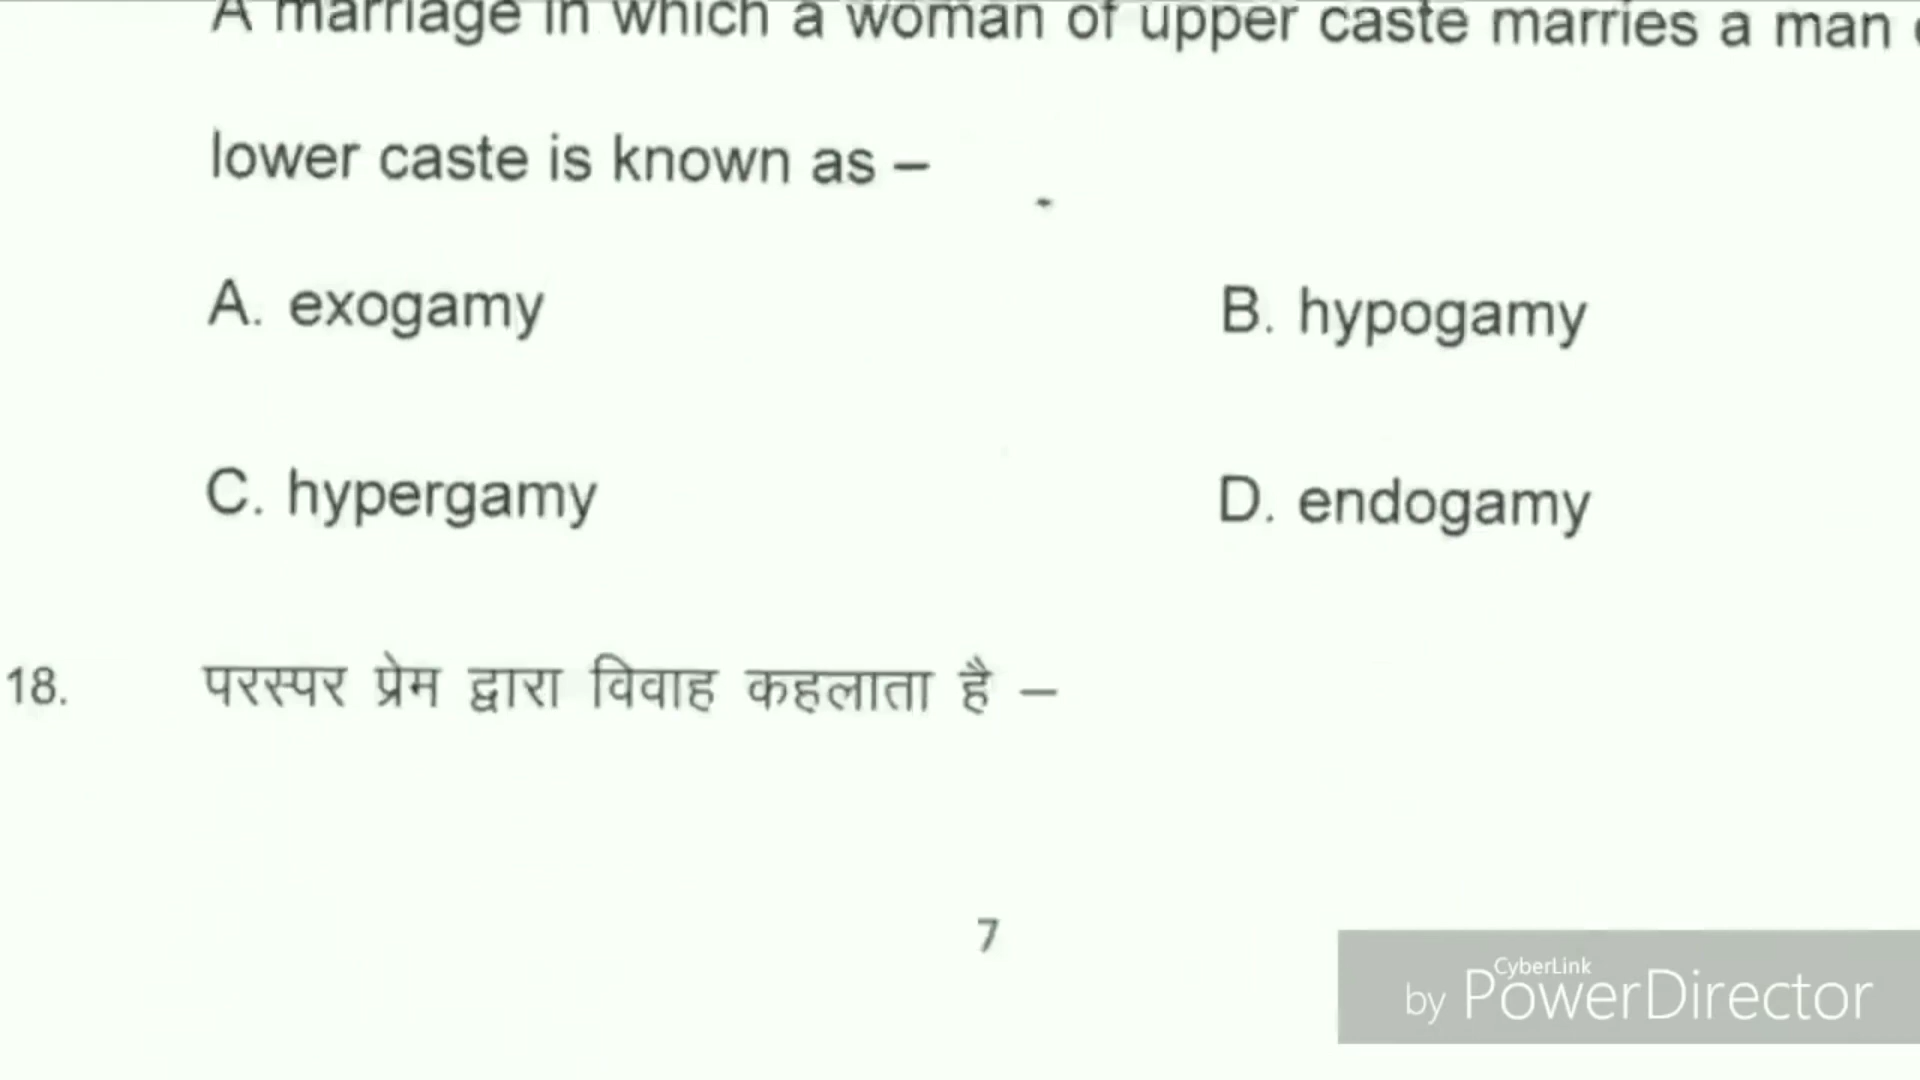 A marriage in which a woman of upper caste marries a man
lower caste is known as –
A. exogamy
B. hypogamy
C. hypergamy
D. endogamy
18. परस्पर प्रेम द्वारा विवाह कहलाता है –
7
by CyberLink PowerDirector